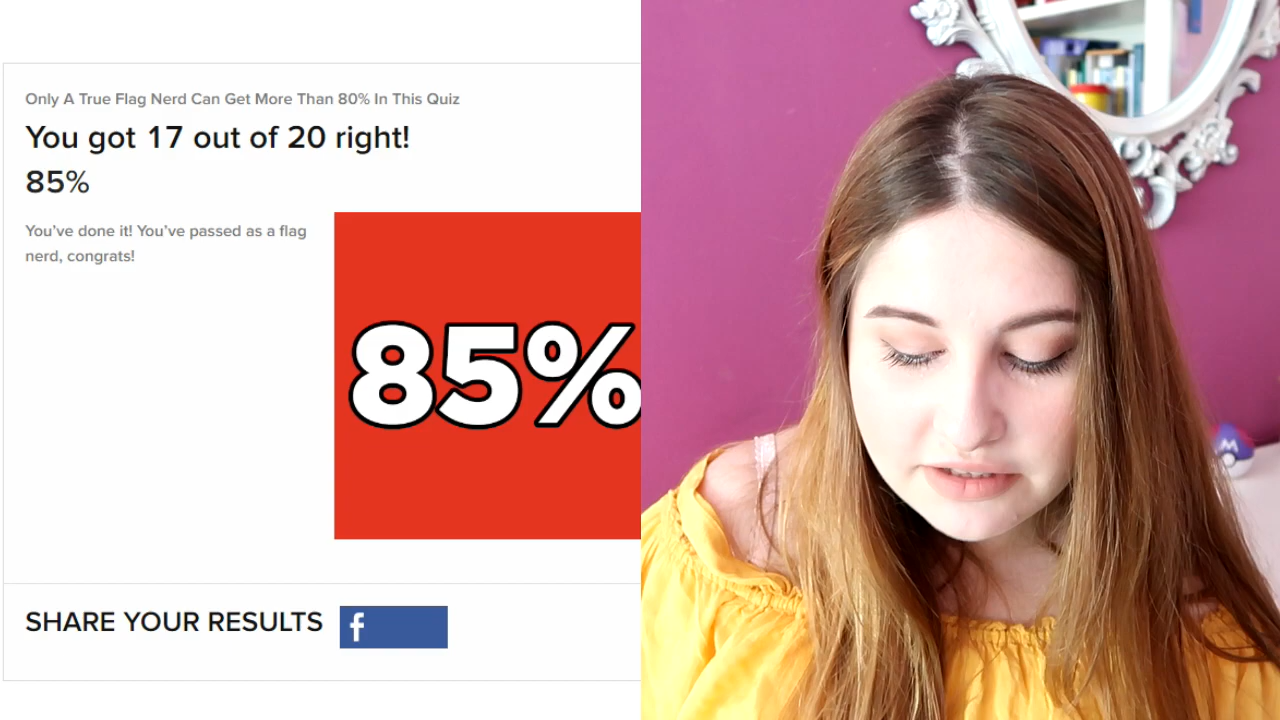 Only A True Flag Nerd Can Get More Than 80% In This Quiz
You got 17 out of 20 right!
85%
You've done it! You've passed as a flag
nerd, congrats!
85%
SHARE YOUR RESULTS
f
M